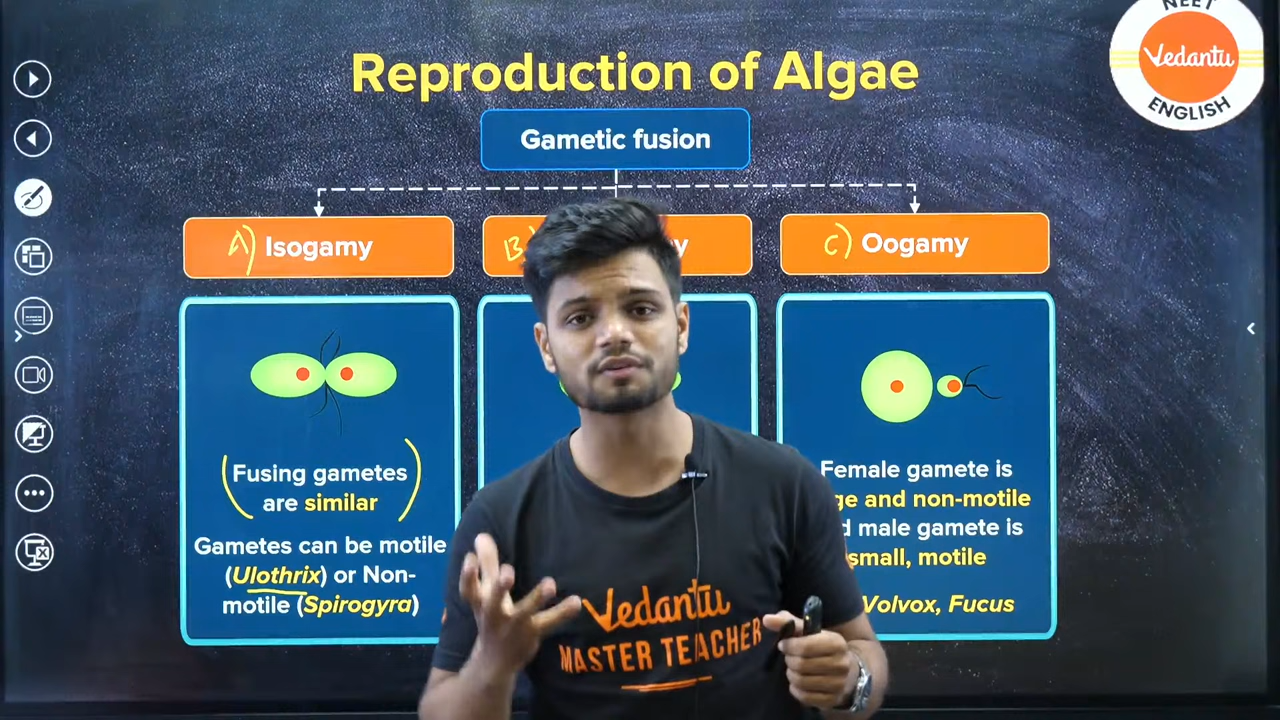 Reproduction of Algae
NEET
Vedantu
ENGLISH
Gametic fusion
A) Isogamy
B)
C) Oogamy
Fusing gametes
are similar
Gametes can be motile
(Ulothrix) or Non-
motile (Spirogyra)
Female gamete is
ge and non-motile
d male gamete is
small, motile
Volvox, Fucus
Vedantu
MASTER TEACHER